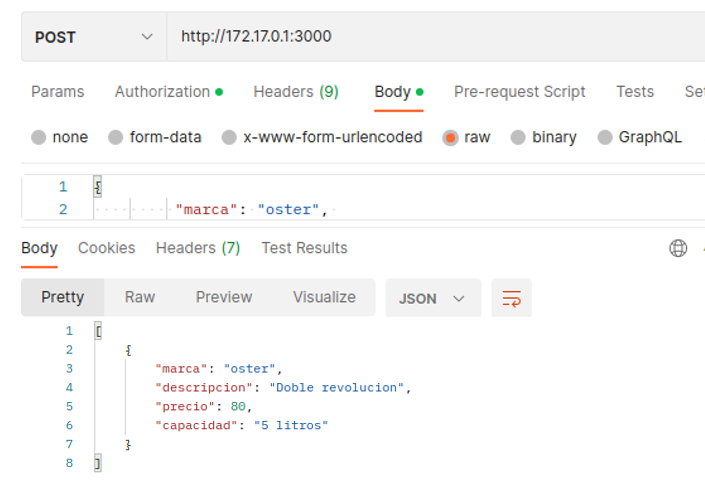 POST http://172.17.0.1:3000
Params Authorization Headers (9) Body Pre-request Script Tests Se
none form-data x-www-form-urlencoded raw binary GraphQL
1 {
2 "marca": "oster",
Body Cookies Headers (7) Test Results
Pretty Raw Preview Visualize JSON
1 [
2 {
3 "marca": "oster",
4 "descripcion": "Doble revolucion",
5 "precio": 80,
6 "capacidad": "5 litros"
7 }
8 ]